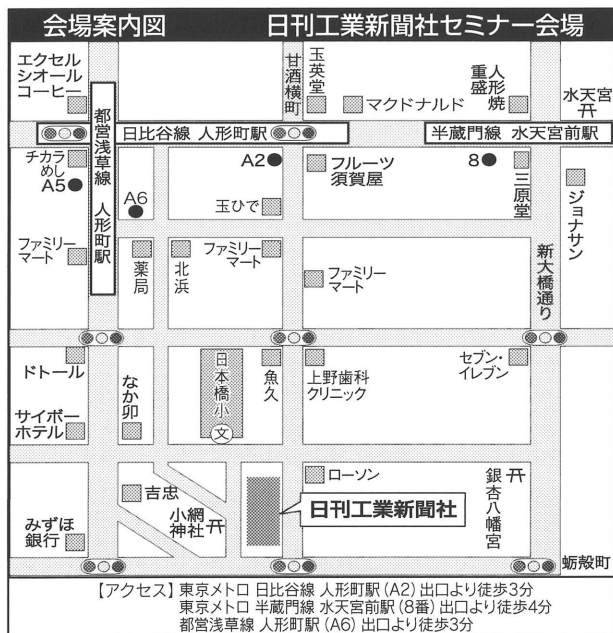 会場案内図 日刊工業新聞社セミナー会場
エクセル
シオール
コーヒー
甘酒横町
玉英堂
マクドナルド
人形焼
重盛
水天宮
都営浅草線 人形町駅
日比谷線 人形町駅
半蔵門線 水天宮前駅
チカラ
めし
A5
A6
A2
フルーツ
須賀屋
8
三原堂
ジョナサン
玉ひで
ファミリー
マート
薬局
北浜
ファミリー
マート
ファミリー
マート
新大橋通り
ドトール
なか卯
日本橋小
文
魚久
上野歯科
クリニック
セブン・
イレブン
サイボー
ホテル
吉忠
小網
神社
ローソン
日刊工業新聞社
銀杏八幡宮
みずほ
銀行
蛎殻町
【アクセス】東京メトロ 日比谷線 人形町駅(A2)出口より徒歩3分
東京メトロ 半蔵門線 水天宮前駅(8番)出口より徒歩4分
都営浅草線 人形町駅(A6)出口より徒歩3分